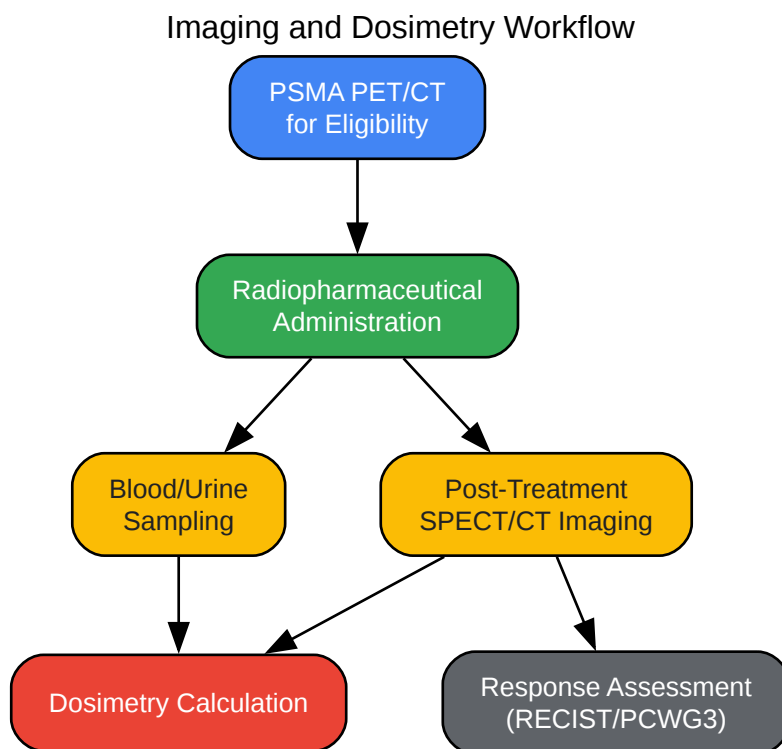 Imaging and Dosimetry Workflow
PSMA PET/CT
for Eligibility
Radiopharmaceutical
Administration
Blood/Urine
Sampling
Post-Treatment
SPECT/CT Imaging
Dosimetry Calculation
Response Assessment
(RECIST/PCWG3)